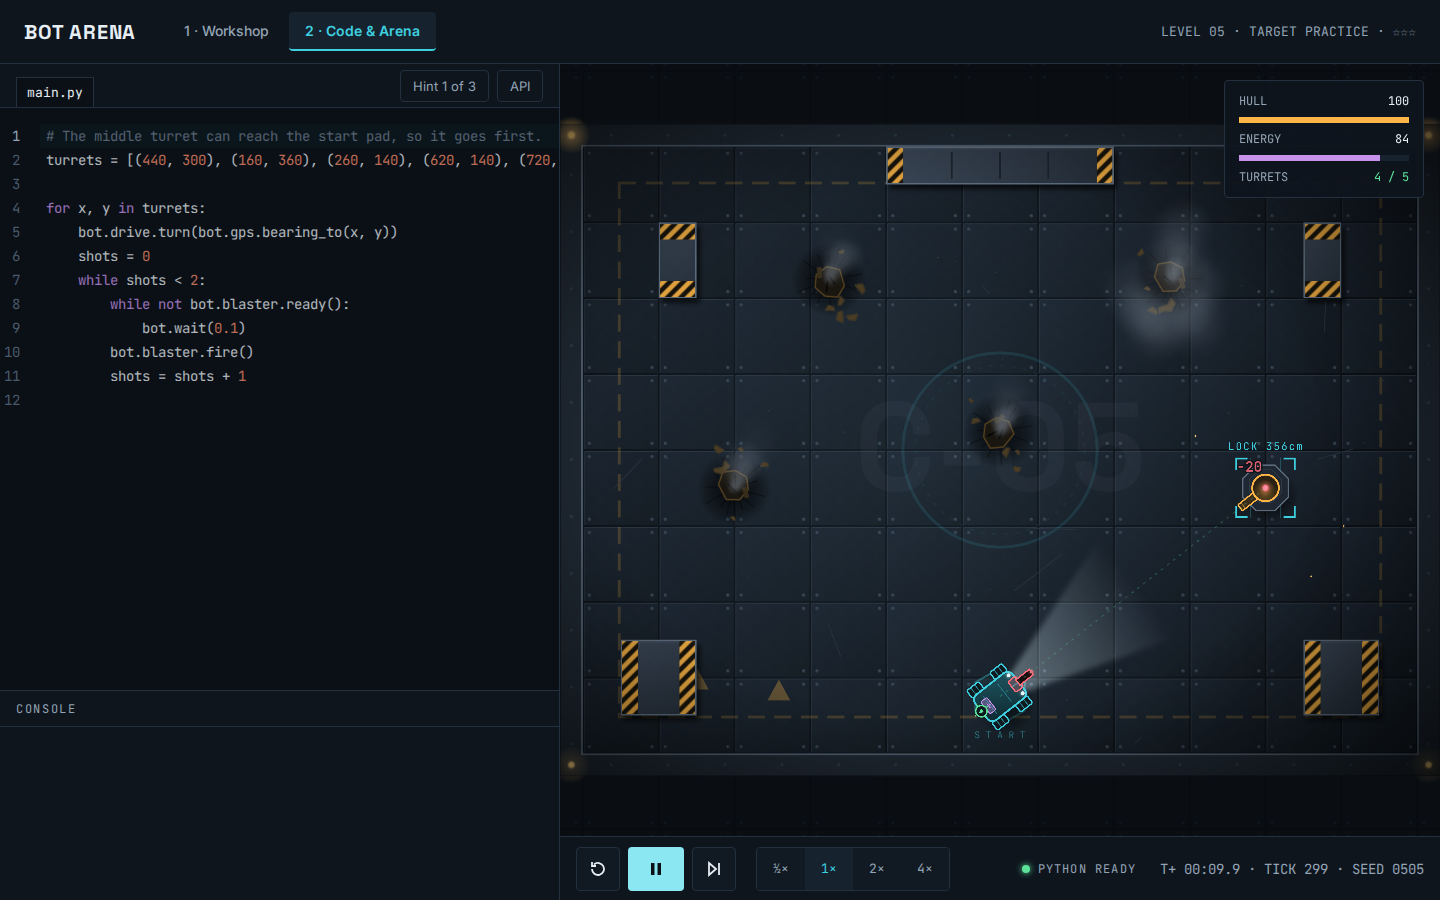 BOT ARENA
1 · Workshop
2 · Code & Arena
LEVEL 05 · TARGET PRACTICE · ☆☆☆
main.py
Hint 1 of 3
API
1 # The middle turret can reach the start pad, so it goes first.
2 turrets = [(440, 300), (160, 360), (260, 140), (620, 140), (720,
3
4 for x, y in turrets:
5 bot.drive.turn(bot.gps.bearing_to(x, y))
6 shots = 0
7 while shots < 2:
8 while not bot.blaster.ready():
9 bot.wait(0.1)
10 bot.blaster.fire()
11 shots = shots + 1
12
CONSOLE
HULL 100
ENERGY 84
TURRETS 4 / 5
C-05
LOCK 356cm
-20
START
½× 1× 2× 4×
PYTHON READY
T+ 00:09.9 · TICK 299 · SEED 0505